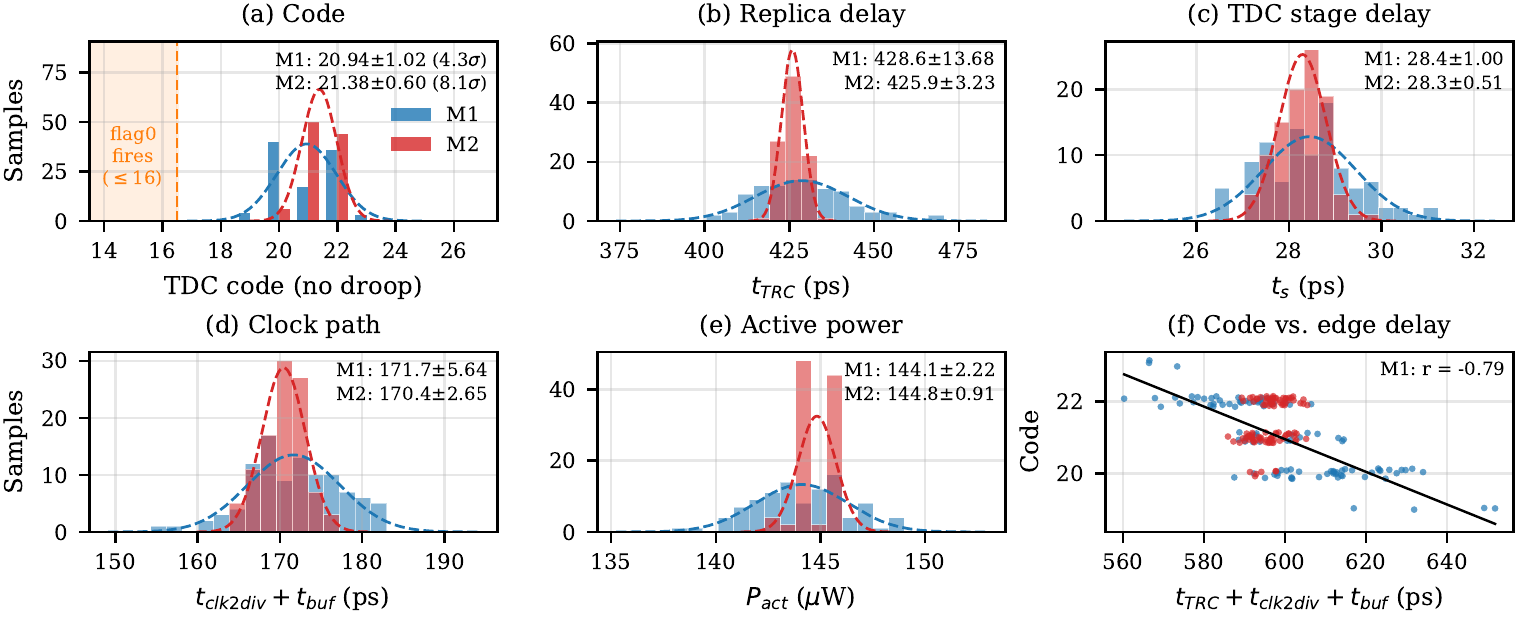 (a) Code
M1: 20.94±1.02 (4.3σ)
M2: 21.38±0.60 (8.1σ)
flag0
fires
(≤16)
M1
M2
Samples
0
25
50
75
14 16 18 20 22 24 26
TDC code (no droop)
(b) Replica delay
M1: 428.6±13.68
M2: 425.9±3.23
0
20
40
60
375 400 425 450 475
t_TRC (ps)
(c) TDC stage delay
M1: 28.4±1.00
M2: 28.3±0.51
0
10
20
26 28 30 32
t_s (ps)
(d) Clock path
M1: 171.7±5.64
M2: 170.4±2.65
Samples
0
10
20
30
150 160 170 180 190
t_clk2div + t_buf (ps)
(e) Active power
M1: 144.1±2.22
M2: 144.8±0.91
0
20
40
135 140 145 150
P_act (μW)
(f) Code vs. edge delay
M1: r = -0.79
Code
20
22
560 580 600 620 640
t_TRC + t_clk2div + t_buf (ps)